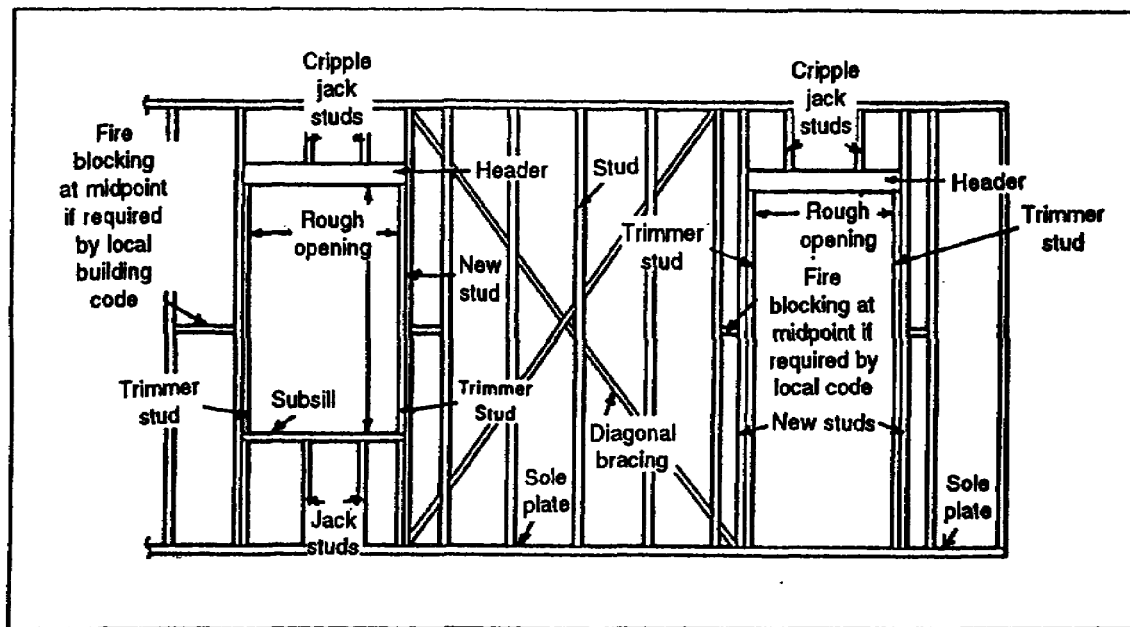 Cripple
jack
studs
Cripple
jack
studs
Fire
blocking
at midpoint
if required
by local
building
code
Header
Stud
Header
Rough
opening
Trimmer
stud
Rough
opening
Trimmer
stud
New
stud
Fire
blocking at
midpoint if
required by
local code
Trimmer
stud
Subsill
Trimmer
Stud
Diagonal
bracing
New studs
Jack
studs
Sole
plate
Sole
plate